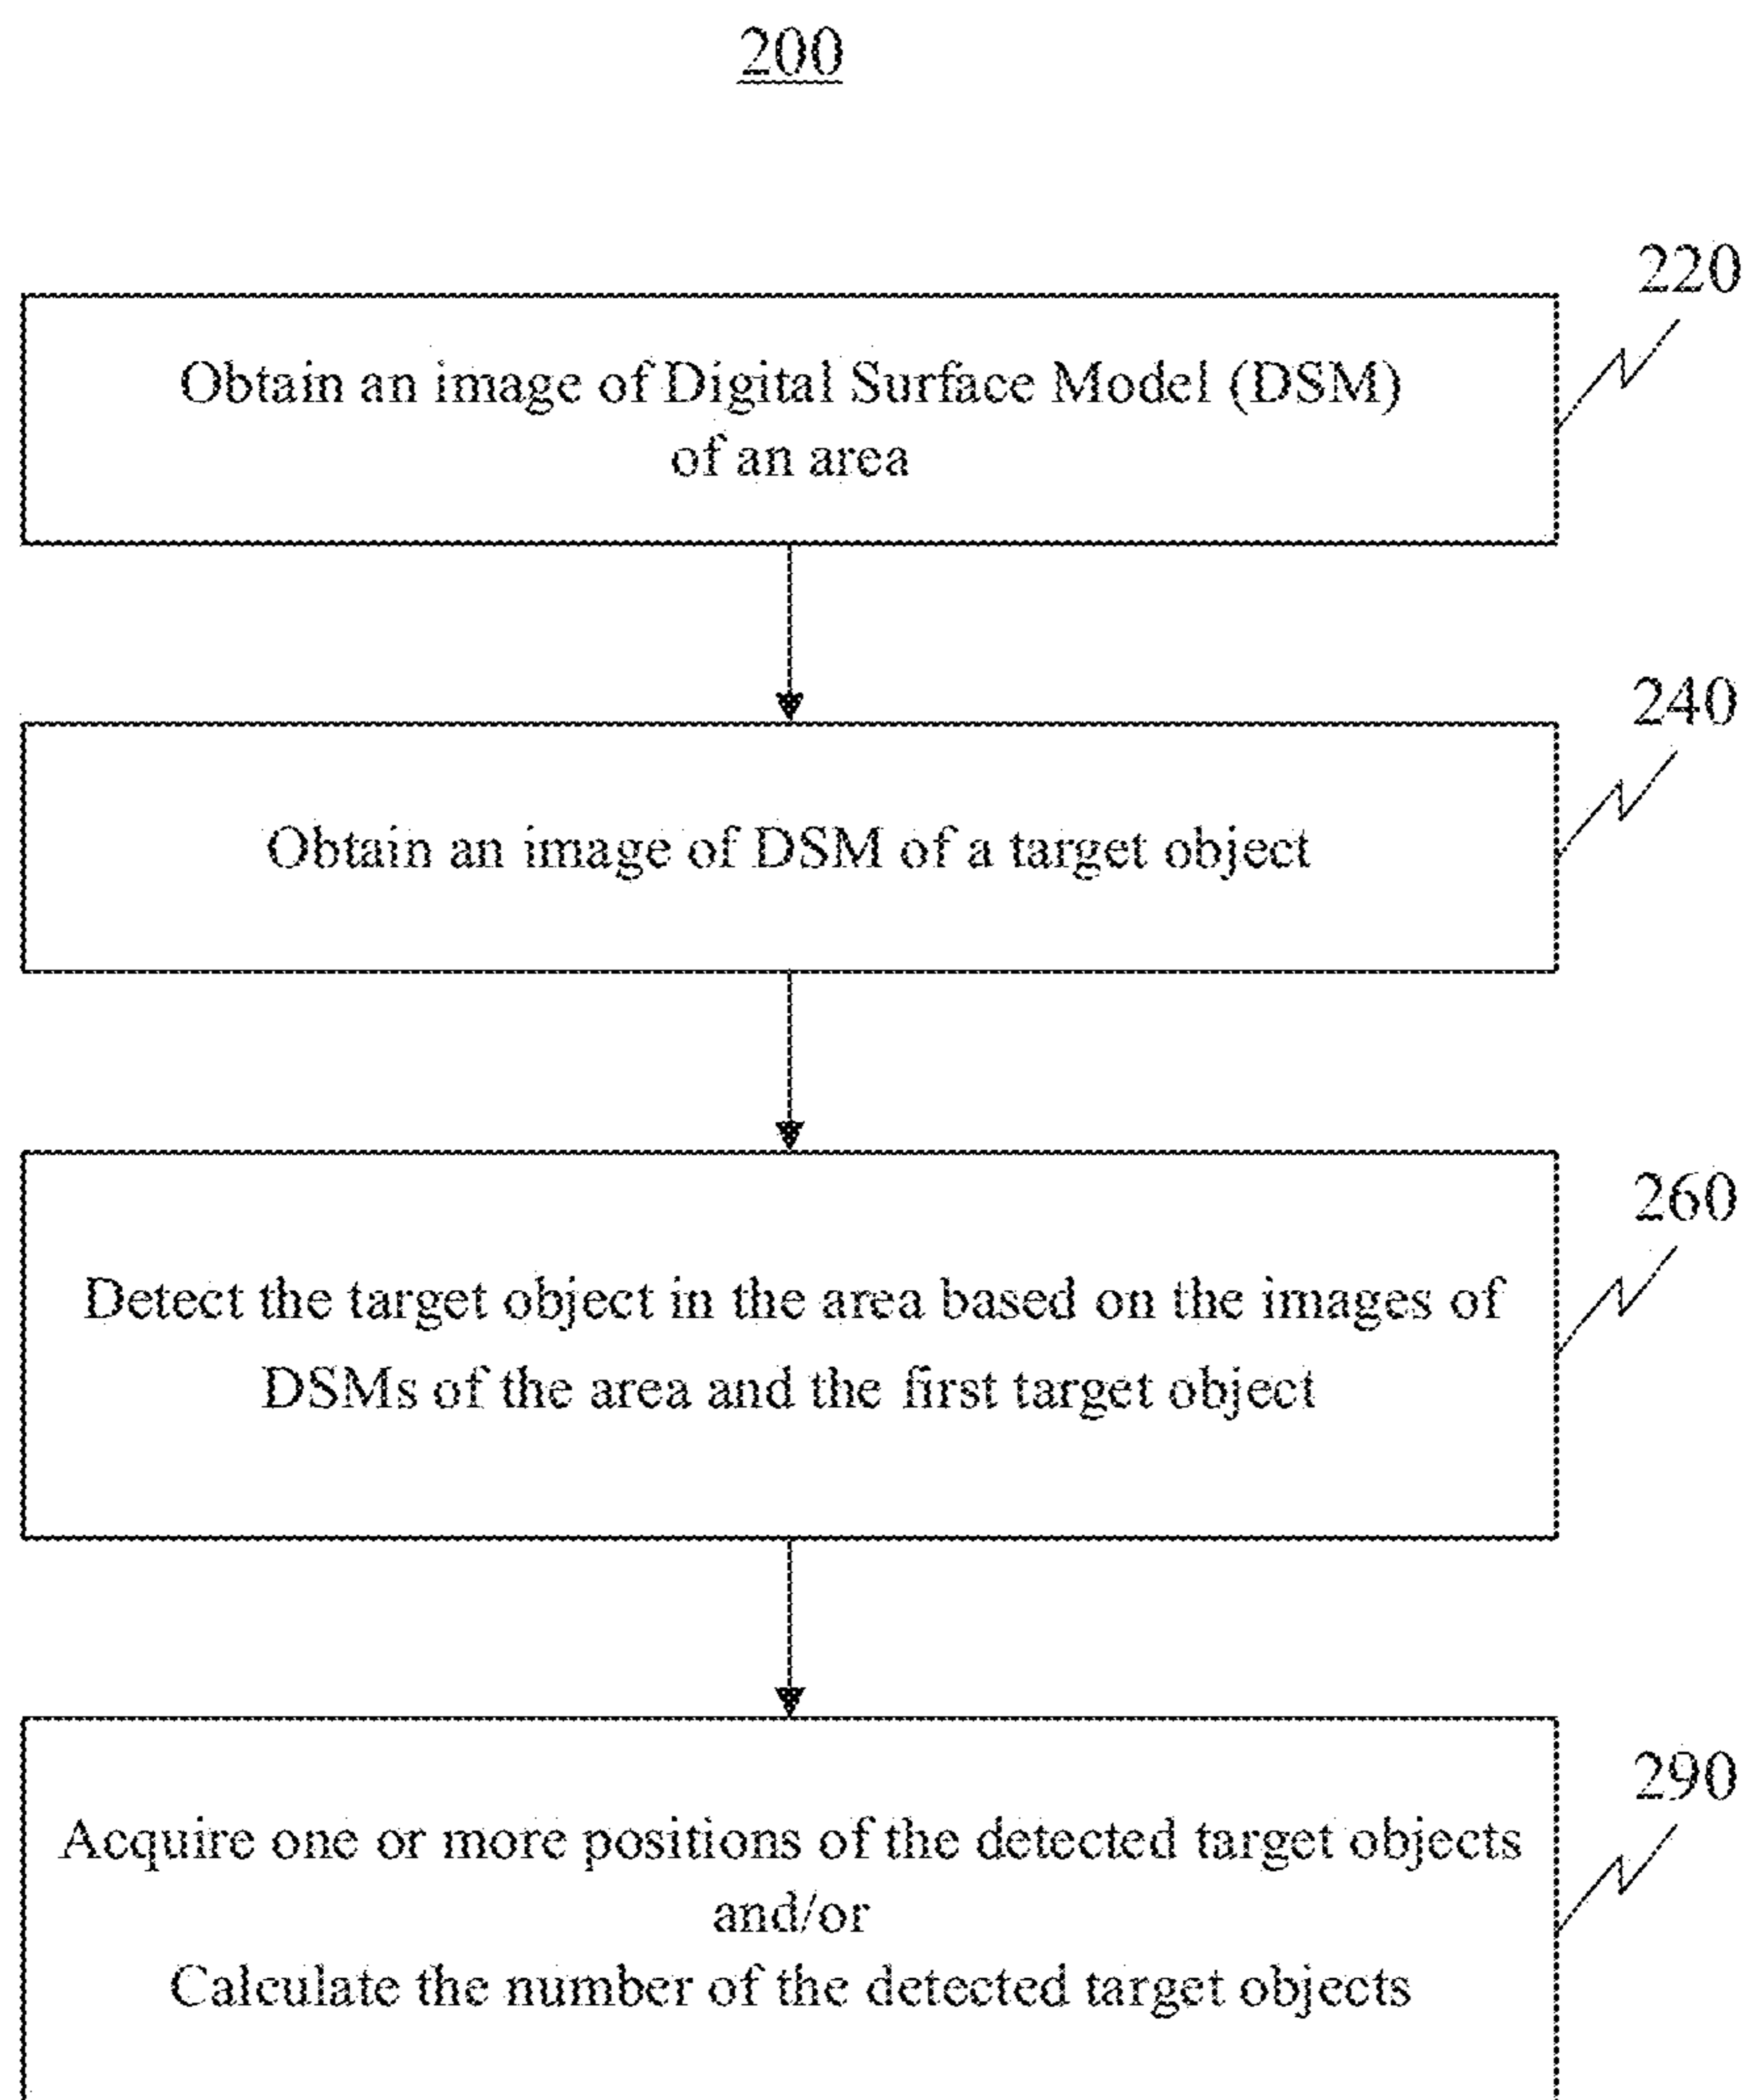 200
220
Obtain an image of Digital Surface Model (DSM)
of an area
240
Obtain an image of DSM of a target object
260
Detect the target object in the area based on the images of
DSMs of the area and the first target object
290
Acquire one or more positions of the detected target objects
and/or
Calculate the number of the detected target objects